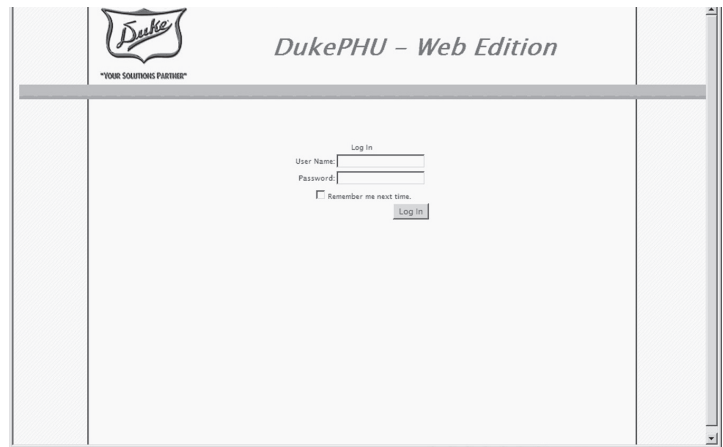 Duke
DukePHU – Web Edition
"YOUR SOLUTIONS PARTNER"
Log In
User Name:
Password:
Remember me next time.
Log In